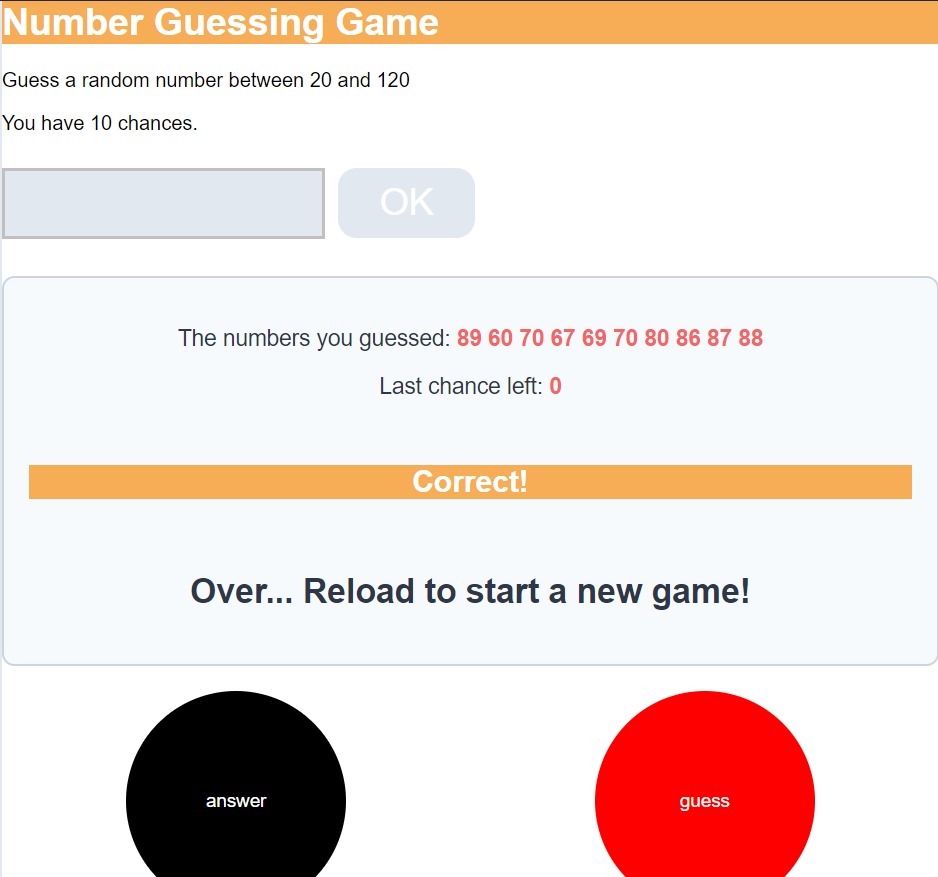 Number Guessing Game
Guess a random number between 20 and 120
You have 10 chances.
OK
The numbers you guessed: 89 60 70 67 69 70 80 86 87 88
Last chance left: 0
Correct!
Over... Reload to start a new game!
answer
guess